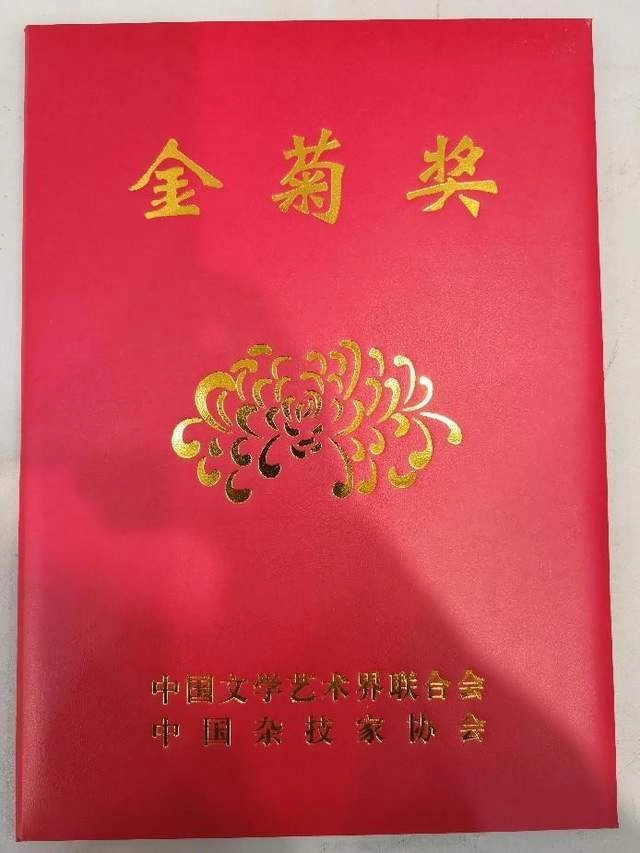 金菊奖
中国文学艺术界联合会
中国杂技家协会